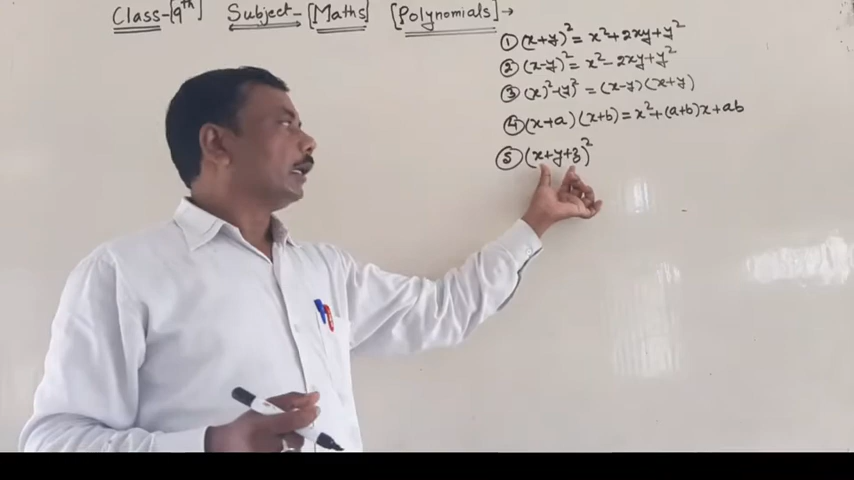 Class-[9th] Subject-[Maths] [Polynomials]→
① (x+y)² = x²+2xy+y²
② (x-y)² = x²-2xy+y²
③ (x)²-(y)² = (x-y)(x+y)
④ (x+a)(x+b) = x²+(a+b)x+ab
⑤ (x+y+z)²